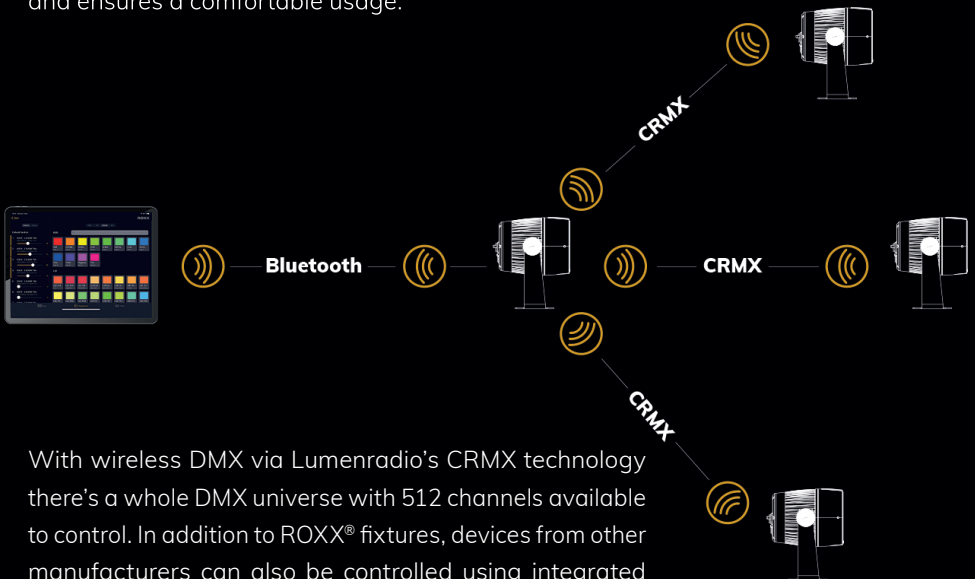 and ensures a comfortable usage.
CRMX
Bluetooth
CRMX
CRMX
With wireless DMX via Lumenradio's CRMX technology
there's a whole DMX universe with 512 channels available
to control. In addition to ROXX® fixtures, devices from other
manufacturers can also be controlled using integrated